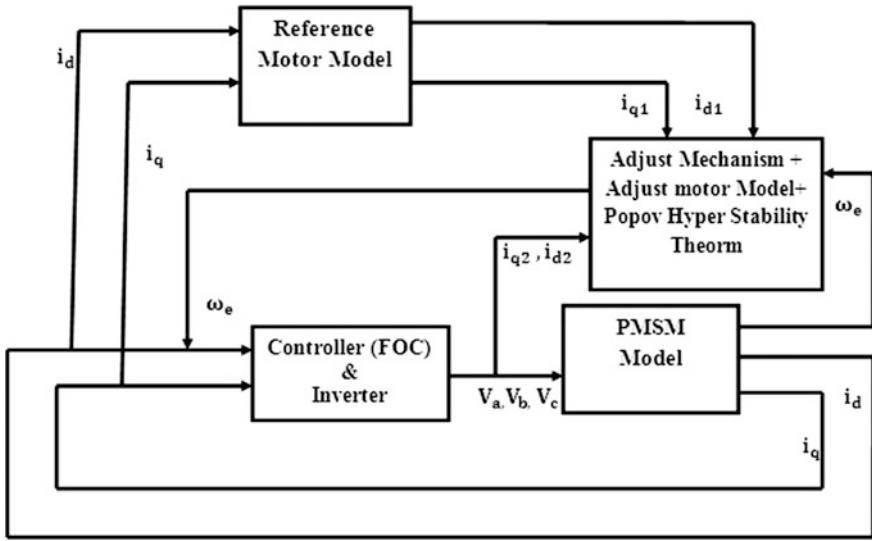 Reference
Motor Model
i_d
i_q
i_q1
i_d1
Adjust Mechanism +
Adjust motor Model+
Popov Hyper Stability
Theorm
ω_e
i_q2 , i_d2
ω_e
Controller (FOC)
&
Inverter
V_a, V_b, V_c
PMSM
Model
i_d
i_q